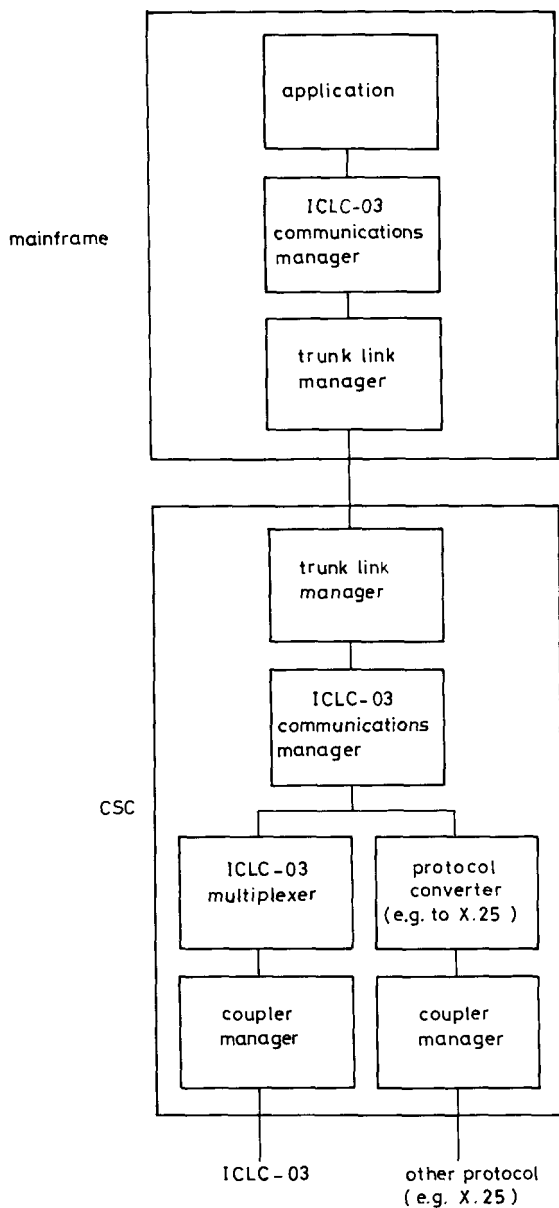 application
mainframe
ICLC-03
communications
manager
trunk link
manager
trunk link
manager
ICLC-03
communications
manager
CSC
ICLC-03
multiplexer
protocol
converter
(e.g. to X.25)
coupler
manager
coupler
manager
ICLC-03
other protocol
(e.g. X.25)